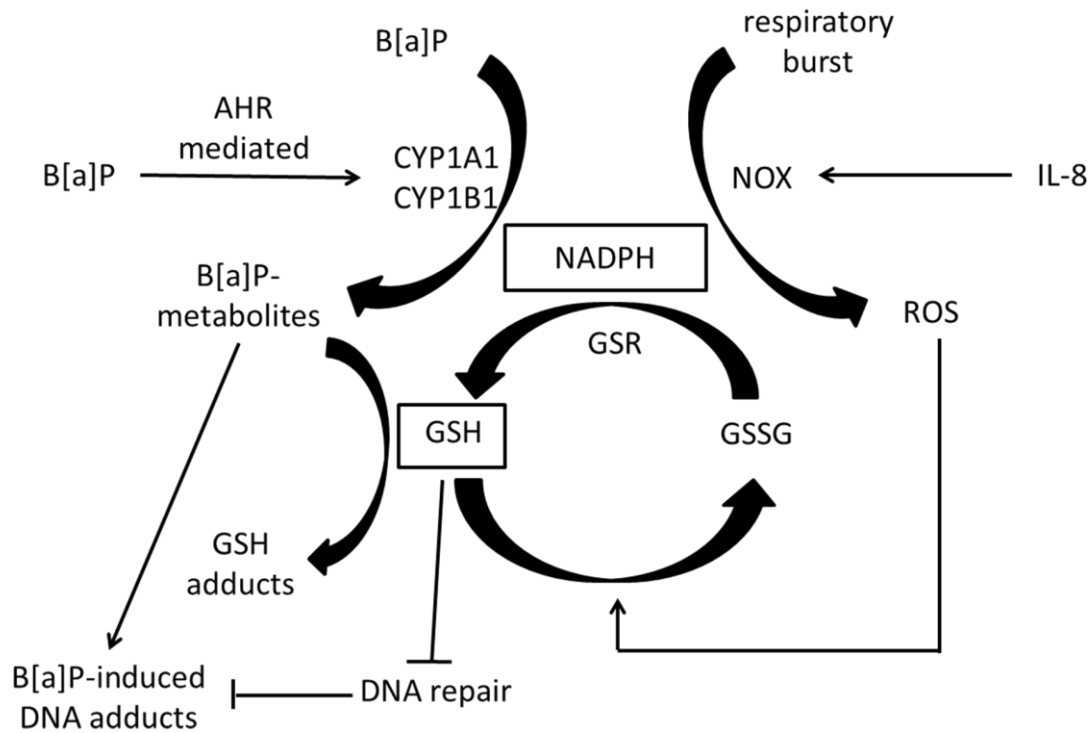 B[a]P
respiratory
burst
AHR
mediated
B[a]P
CYP1A1
CYP1B1
NOX
IL-8
NADPH
B[a]P-
metabolites
ROS
GSR
GSH
GSSG
GSH
adducts
B[a]P-induced
DNA adducts
DNA repair